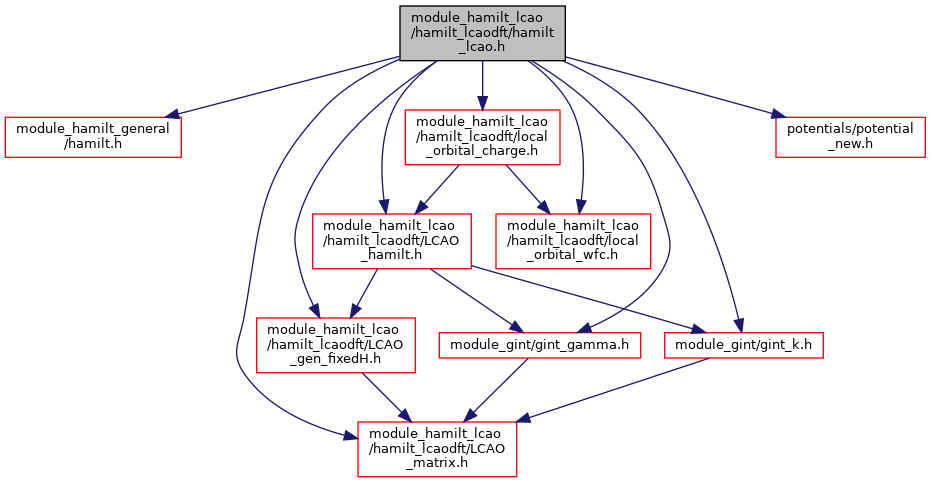 module_hamilt_lcao
/hamilt_lcaodft/hamilt
_lcao.h
module_hamilt_general
/hamilt.h
module_hamilt_lcao
/hamilt_lcaodft/local
_orbital_charge.h
potentials/potential
_new.h
module_hamilt_lcao
/hamilt_lcaodft/LCAO
_hamilt.h
module_hamilt_lcao
/hamilt_lcaodft/local
_orbital_wfc.h
module_hamilt_lcao
/hamilt_lcaodft/LCAO
_gen_fixedH.h
module_gint/gint_gamma.h
module_gint/gint_k.h
module_hamilt_lcao
/hamilt_lcaodft/LCAO
_matrix.h